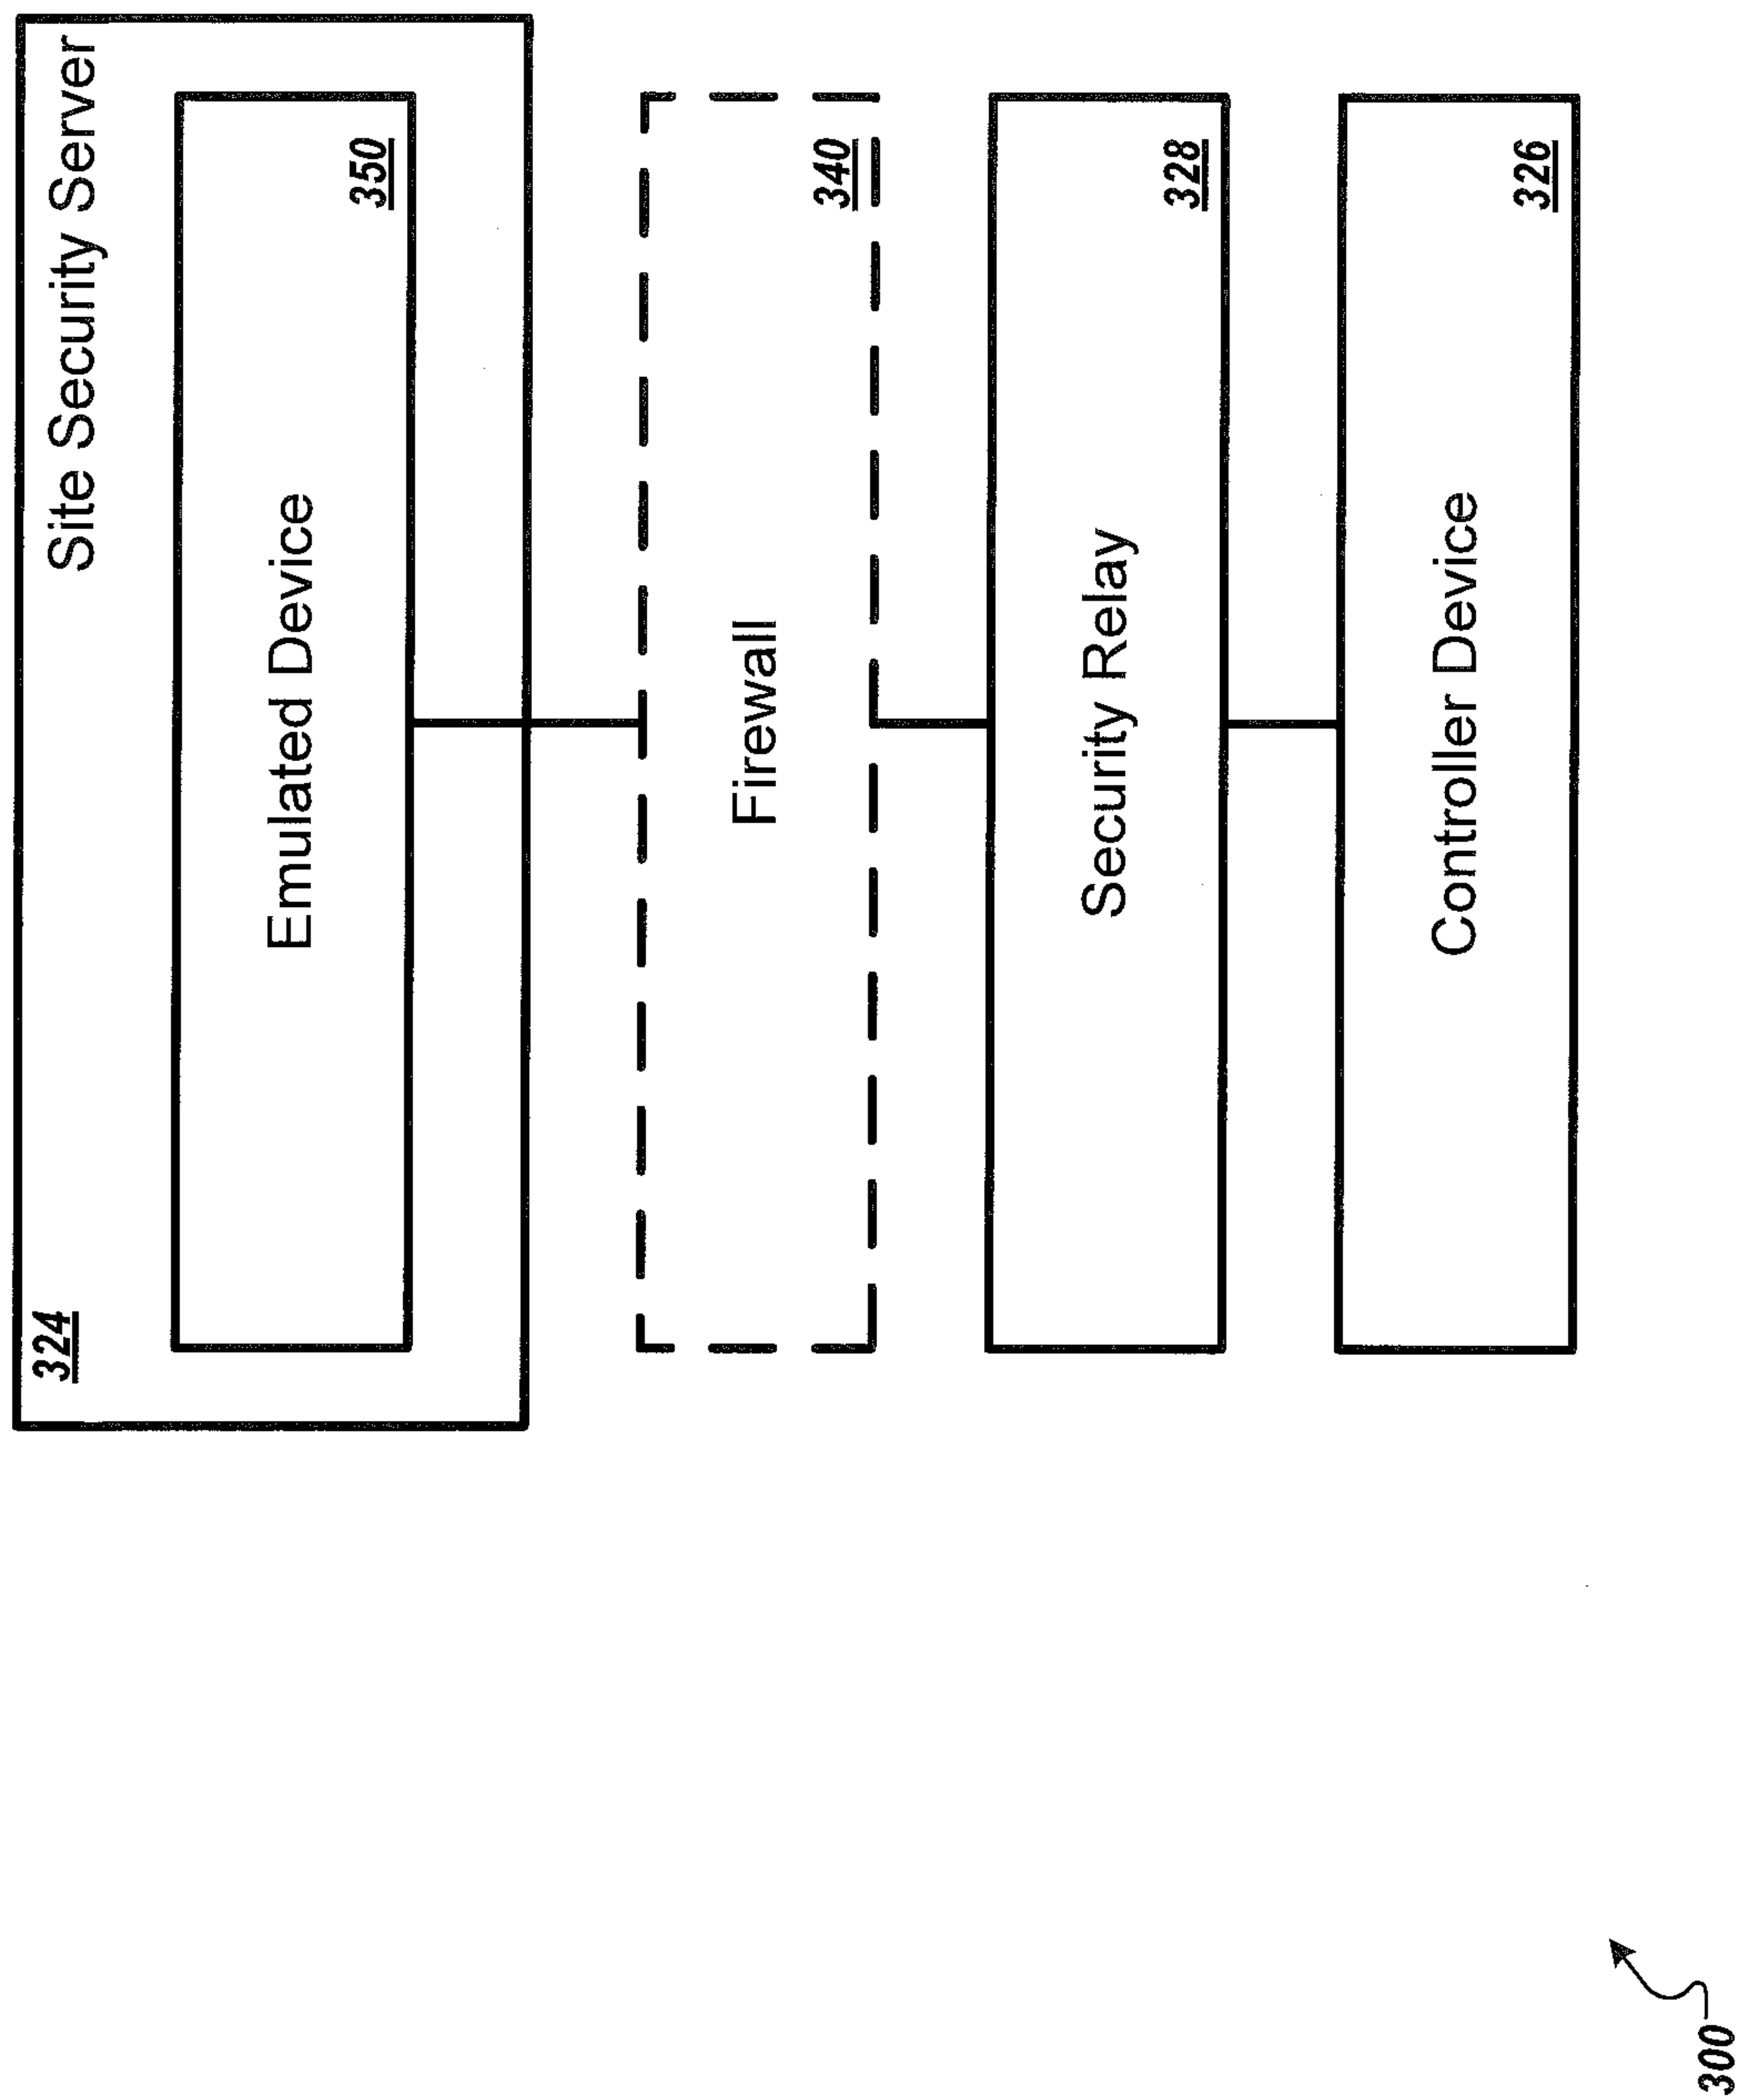 324
Site Security Server
Emulated Device
350
Firewall
340
Security Relay
328
Controller Device
326
300